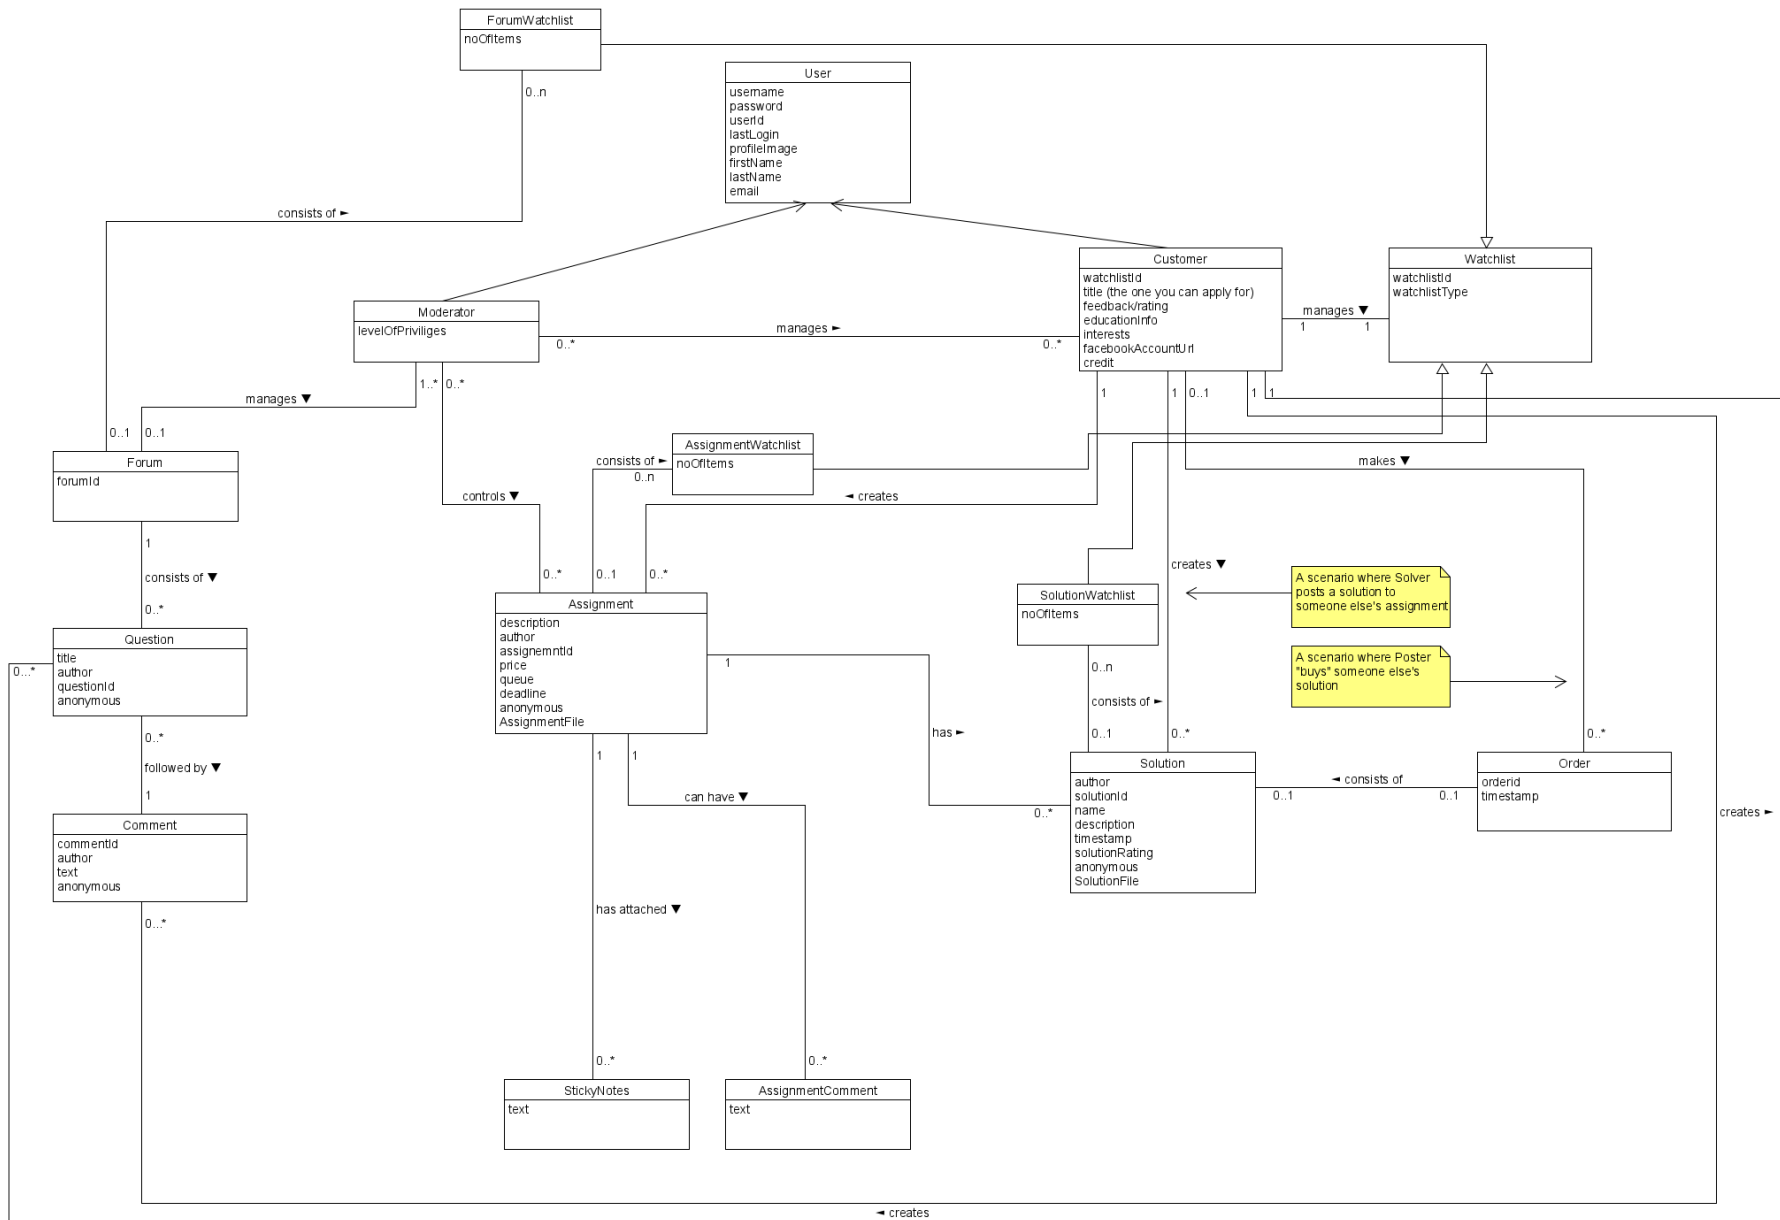 ForumWatchlist
noOfItems
0..n
User
username
password
userId
lastLogin
profileImage
firstName
lastName
email
consists of ►
Customer
watchlistId
title (the one you can apply for)
feedback/rating
educationInfo
interests
facebookAccountUrl
credit
Watchlist
watchlistId
watchlistType
manages ▼
1
1
Moderator
levelOfPriviliges
manages ►
0..*
0..*
1..*
0..*
manages ▼
0..1
0..1
1
1
0..1
1
1
Forum
forumId
AssignmentWatchlist
noOfItems
consists of ►
0..n
makes ▼
controls ▼
◄ creates
1
consists of ▼
0..*
0..*
0..1
0..*
creates ▼
SolutionWatchlist
noOfItems
A scenario where Solver
posts a solution to
someone else's assignment
Assignment
description
author
assignemntId
price
queue
deadline
anonymous
AssignmentFile
Question
title
author
questionId
anonymous
0...*
1
0..n
A scenario where Poster
"buys" someone else's
solution
consists of ►
has ►
0..1
0..*
0..*
0..*
followed by ▼
1
1
1
can have ▼
Solution
author
solutionId
name
description
timestamp
solutionRating
anonymous
SolutionFile
0..*
◄ consists of
0..1
0..1
Order
orderid
timestamp
creates ►
Comment
commentId
author
text
anonymous
0...*
has attached ▼
0..*
0..*
StickyNotes
text
AssignmentComment
text
◄ creates